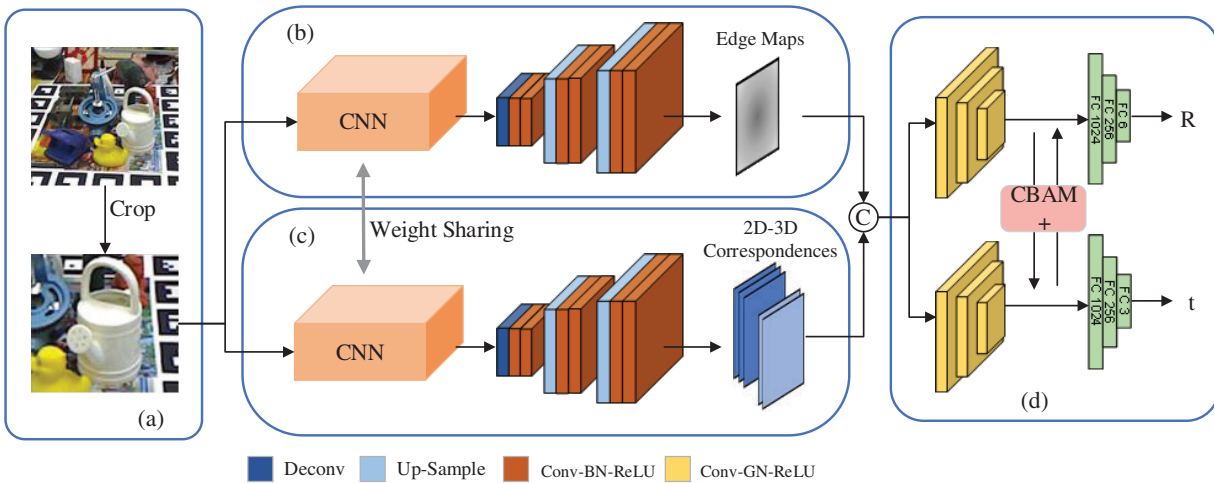 (a)
Crop
(b)
CNN
Edge Maps
Weight Sharing
(c)
CNN
2D-3D
Correspondences
C
FC 1024
FC 256
FC 6
R
CBAM
+
FC 1024
FC 256
FC 3
t
(d)
Deconv
Up-Sample
Conv-BN-ReLU
Conv-GN-ReLU